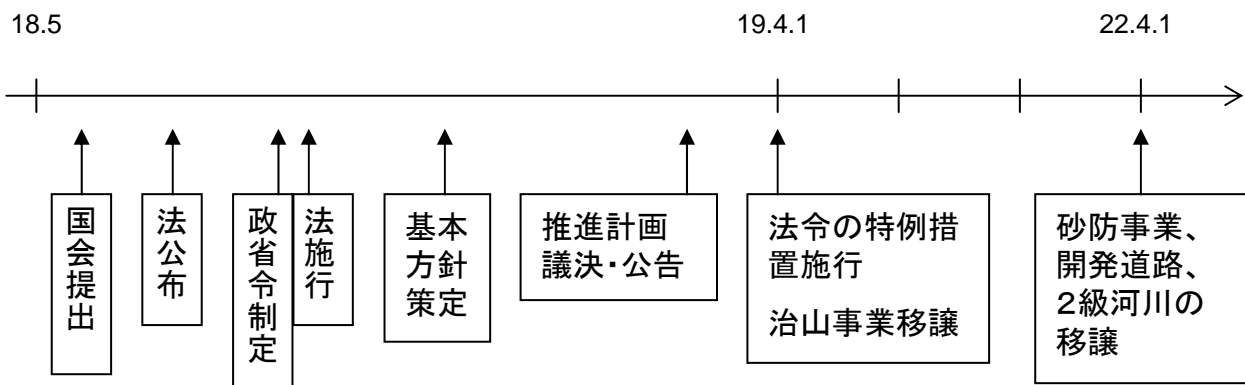 18.5
19.4.1
22.4.1
国会提出
法公布
政省令制定
法施行
基本
方針
策定
推進計画
議決・公告
法令の特例措
置施行
治山事業移譲
砂防事業、
開発道路、
2級河川の
移譲